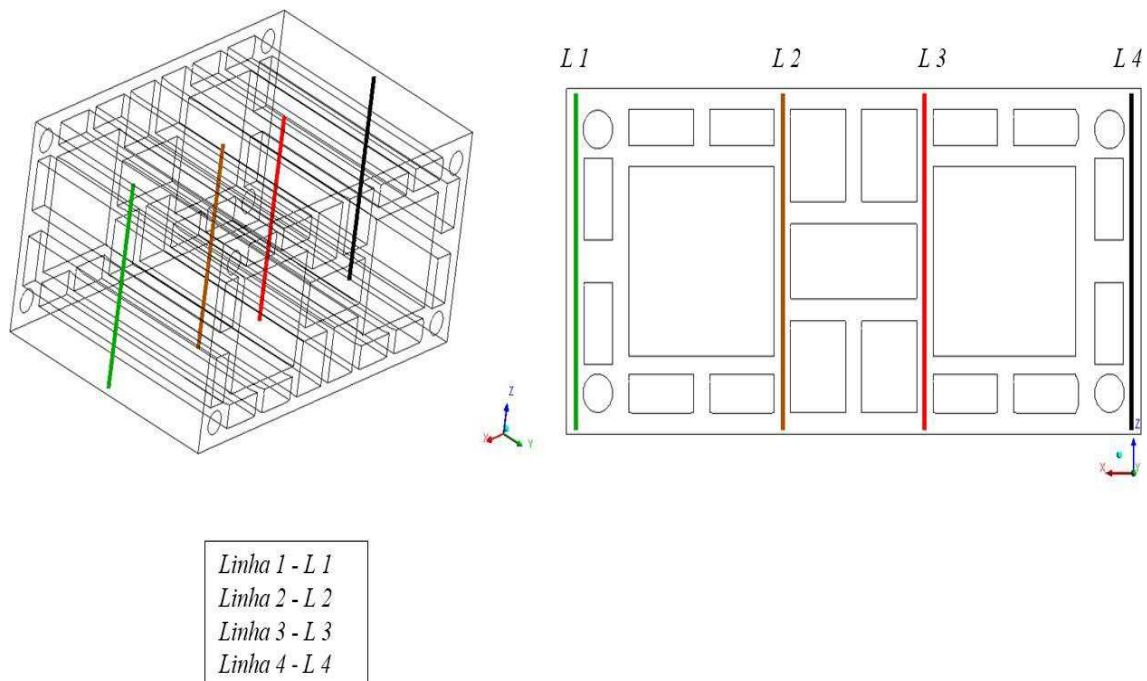 L 1 L 2 L 3 L 4
Z
X Y
Z
X Y
Linha 1 - L 1
Linha 2 - L 2
Linha 3 - L 3
Linha 4 - L 4